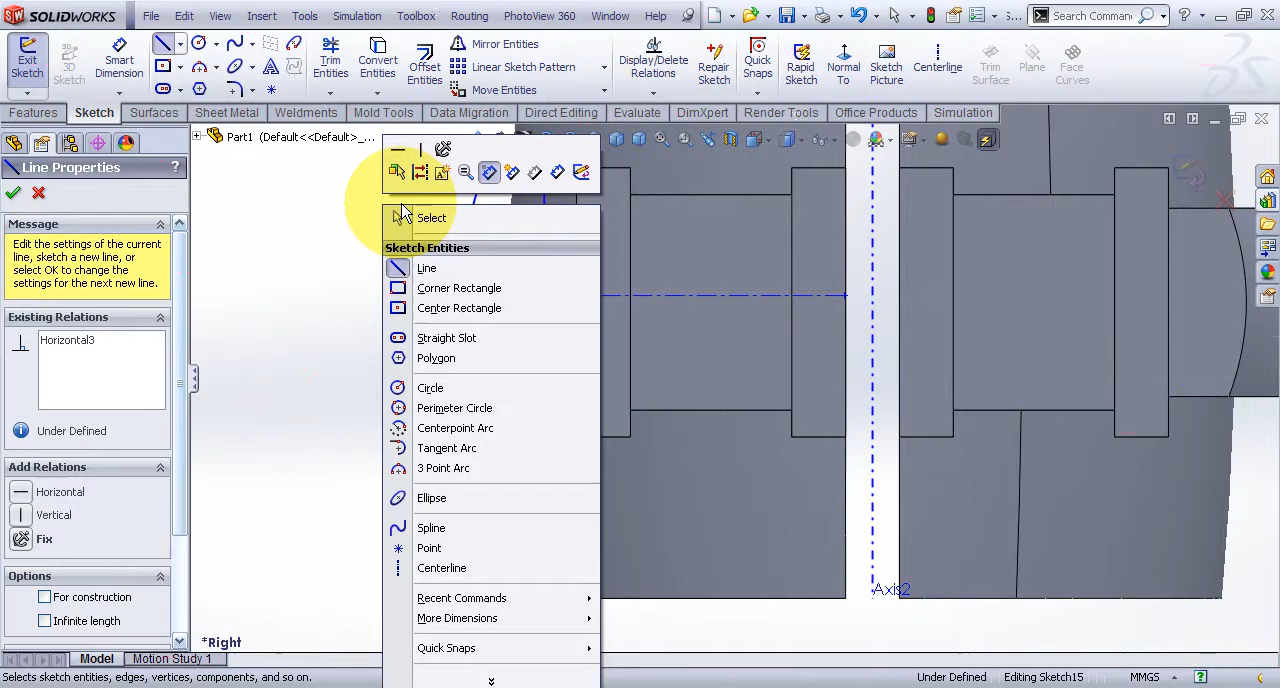 SOLIDWORKS File Edit View Insert Tools Simulation Toolbox Routing PhotoView 360 Window Help S... Search Comman
Exit Sketch 3D Sketch Smart Dimension Trim Entities Convert Entities Offset Entities Mirror Entities Linear Sketch Pattern Move Entities Display/Delete Relations Repair Sketch Quick Snaps Rapid Sketch Normal To Sketch Picture Centerline Trim Surface Plane Face Curves
Features Sketch Surfaces Sheet Metal Weldments Mold Tools Data Migration Direct Editing Evaluate DimXpert Render Tools Office Products Simulation
Part1 (Default<<Default>_...
Line Properties ?
Message
Edit the settings of the current
line, sketch a new line, or
select OK to change the
settings for the next new line.
Existing Relations
Horizontal3
Under Defined
Add Relations
Horizontal
Vertical
Fix
Options
For construction
Infinite length
Select
Sketch Entities
Line
Corner Rectangle
Center Rectangle
Straight Slot
Polygon
Circle
Perimeter Circle
Centerpoint Arc
Tangent Arc
3 Point Arc
Ellipse
Spline
Point
Centerline
Recent Commands
More Dimensions
Quick Snaps
Axis2
*Right
Model Motion Study 1
Selects sketch entities, edges, vertices, components, and so on. Under Defined Editing Sketch15 MMGS